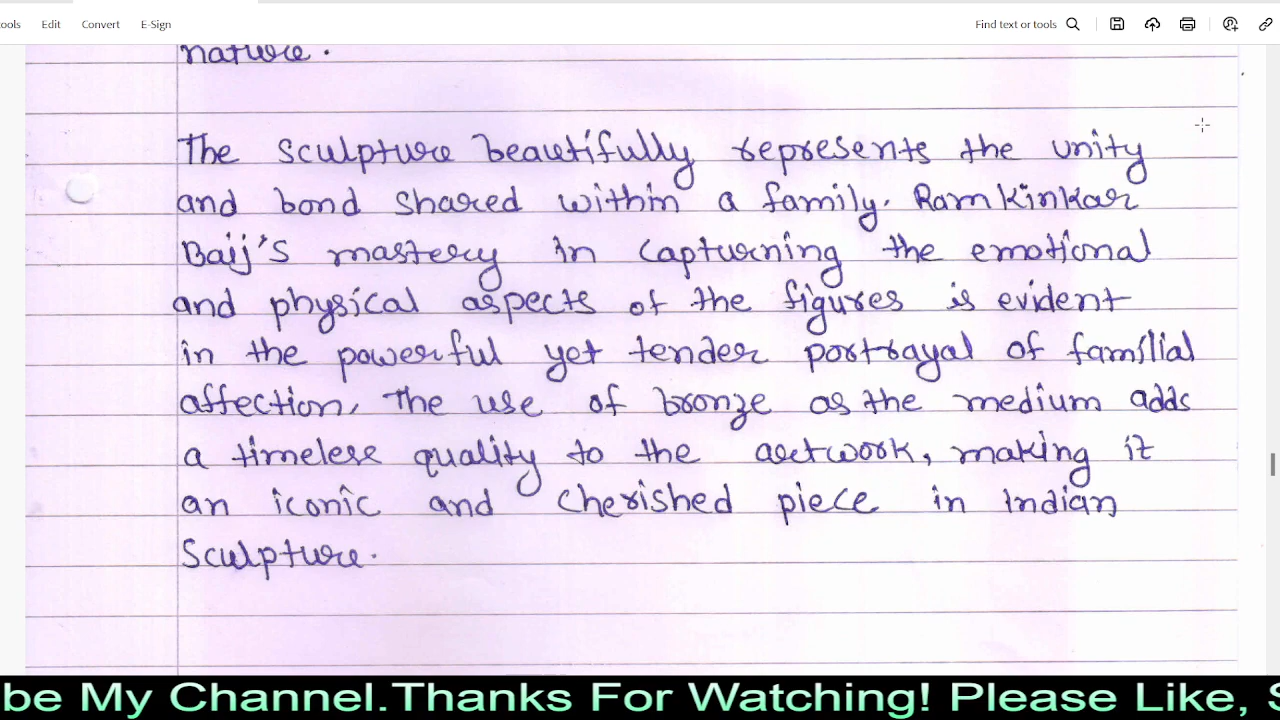 ools Edit Convert E-Sign Find text or tools
nature.
The sculpture beautifully represents the unity
and bond shared within a family. Ramkinkar
Baij's mastery in capturning the emotional
and physical aspects of the figures is evident
in the powerful yet tender portrayal of familial
affection, The use of bronze as the medium adds
a timeless quality to the artwork, making it
an iconic and cherished piece in Indian
Sculpture.
be My Channel.Thanks For Watching! Please Like, S